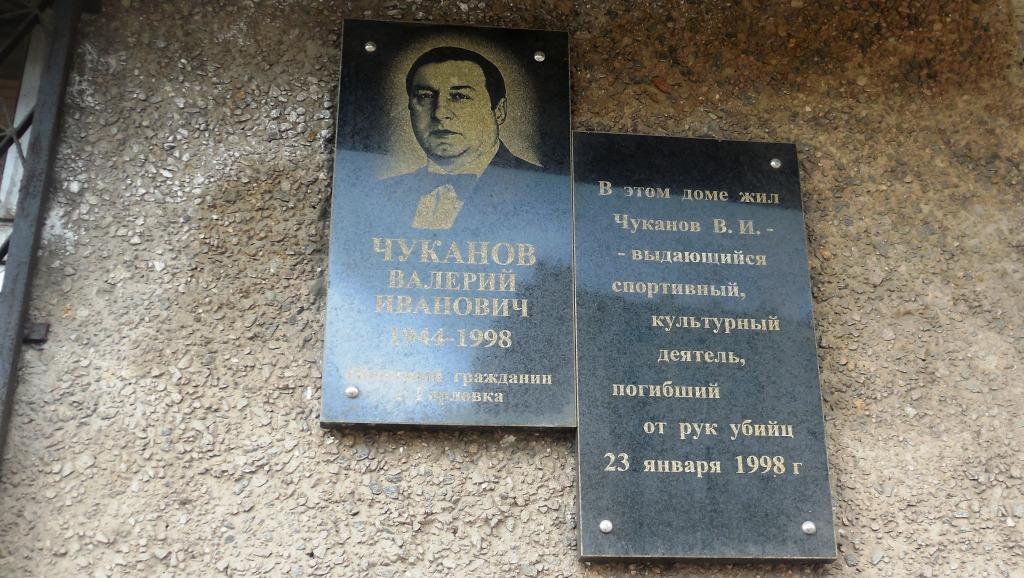 ЧУКАНОВ
ВАЛЕРИЙ
ИВАНОВИЧ
1944-1998
Почетный гражданин
г. Горловка
В этом доме жил
Чуканов В. И. -
- выдающийся
спортивный,
культурный
деятель,
погибший
от рук убийц
23 января 1998 г